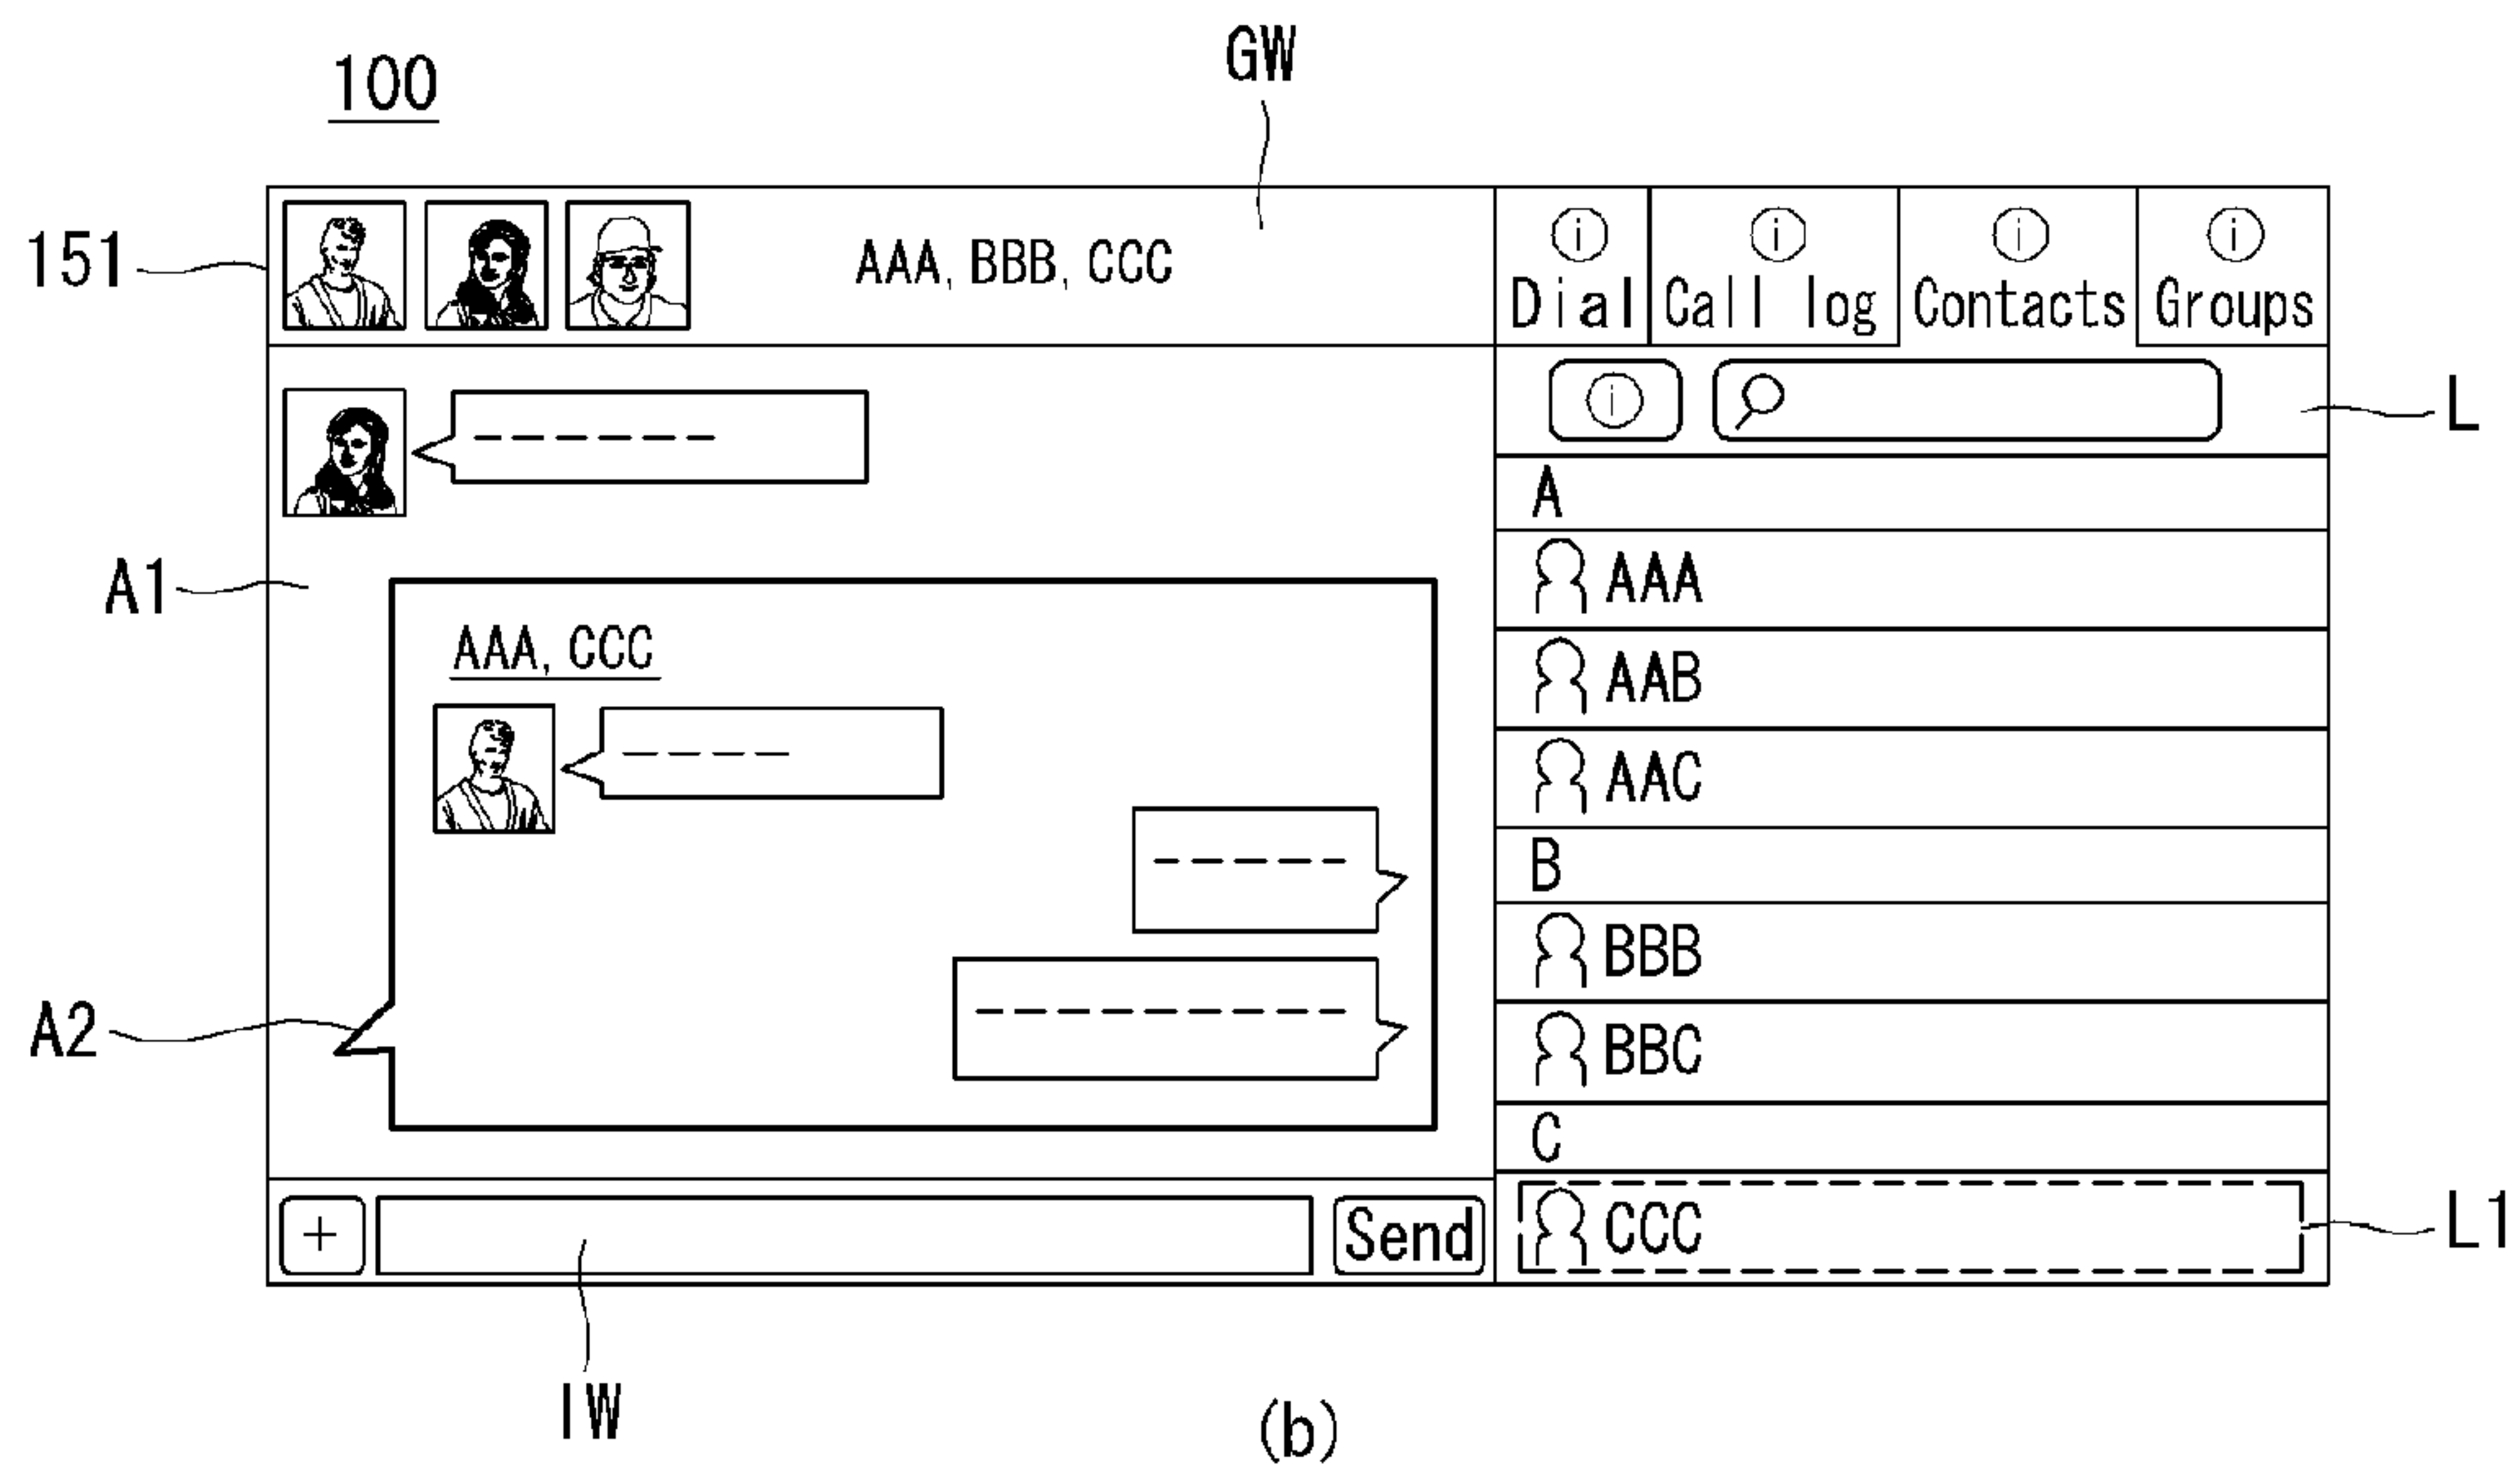 100
GW
151
AAA, BBB, CCC
i
i
i
i
Dial
Call log
Contacts
Groups
i
L
A
AAA
A1
AAA, CCC
AAB
AAC
B
BBB
A2
BBC
C
+
Send
CCC
L1
IW
(b)